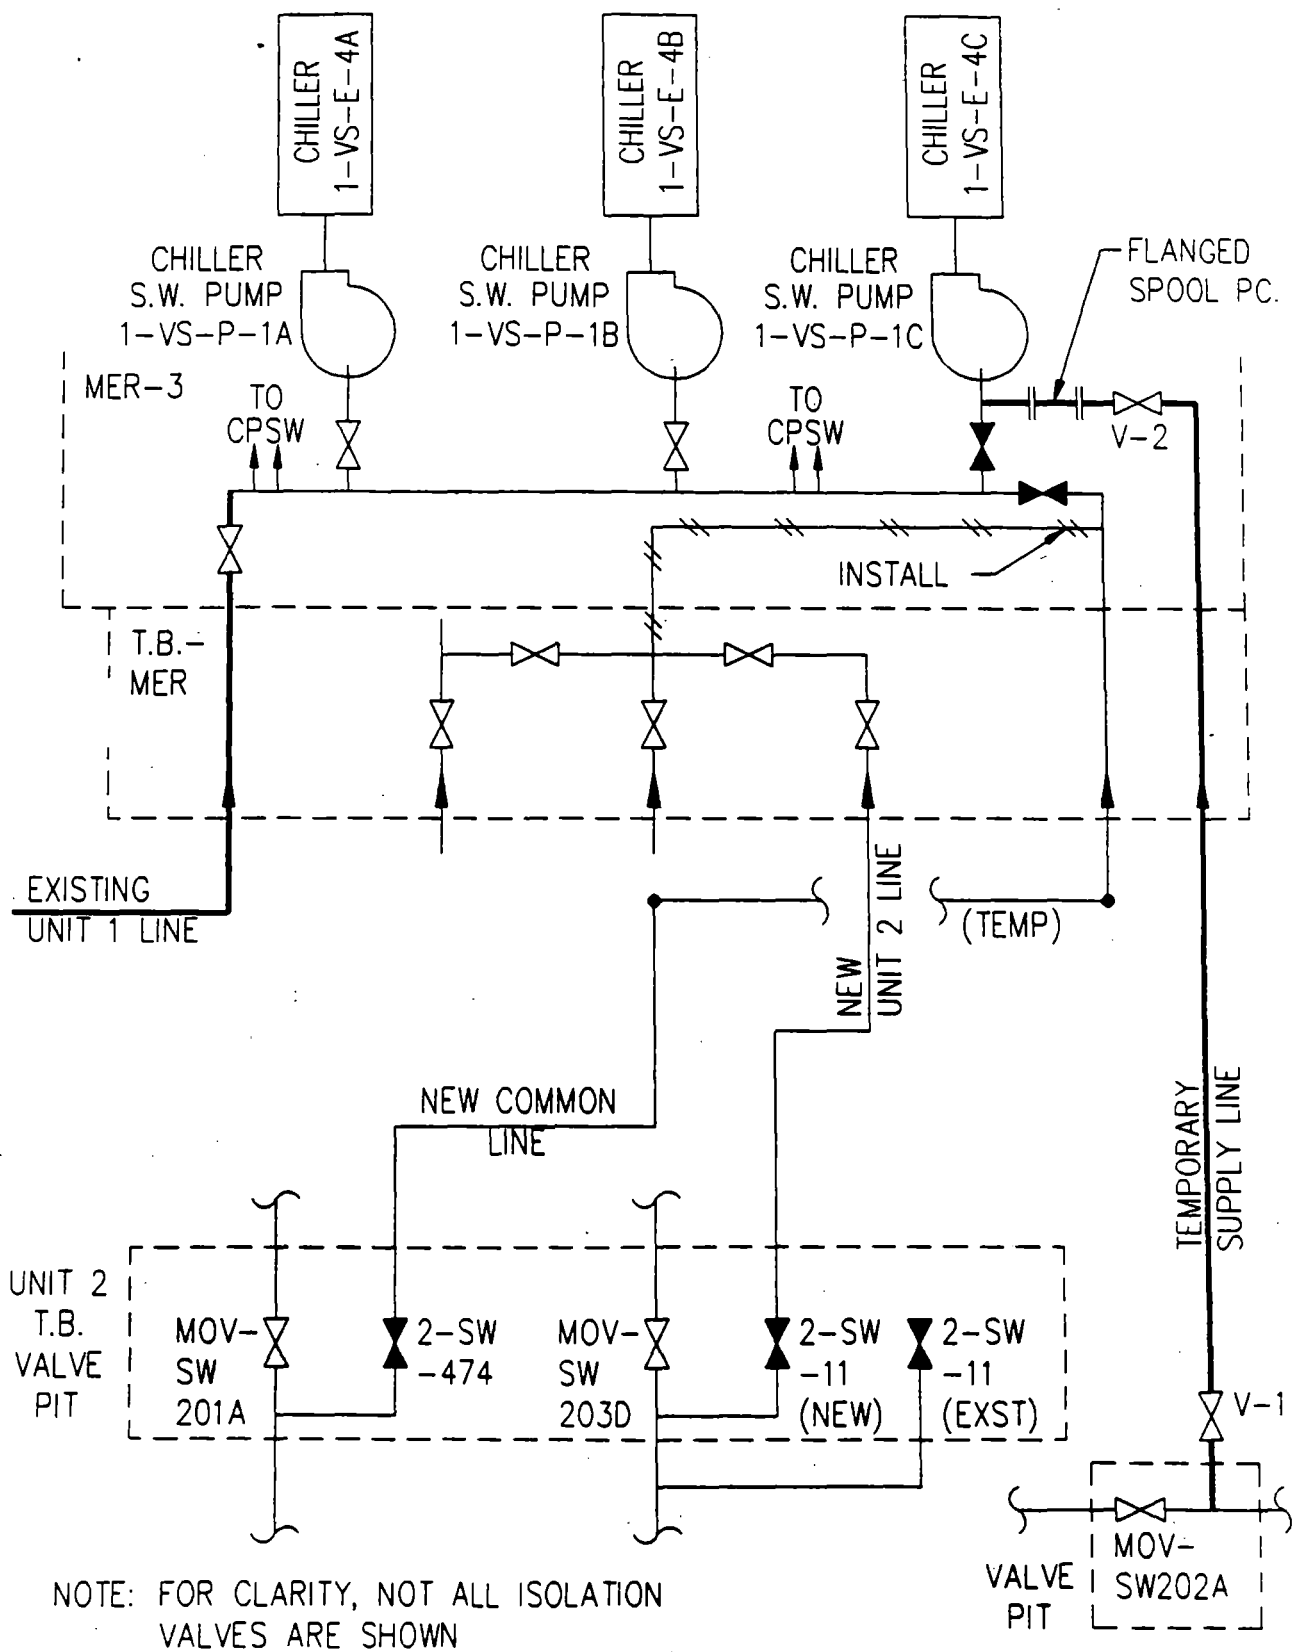 CHILLER
1-VS-E-4A
CHILLER
1-VS-E-4B
CHILLER
1-VS-E-4C
CHILLER
S.W. PUMP
1-VS-P-1A
CHILLER
S.W. PUMP
1-VS-P-1B
CHILLER
S.W. PUMP
1-VS-P-1C
FLANGED
SPOOL PC.
MER-3
TO
CPSW
TO
CPSW
V-2
INSTALL
T.B.-
MER
EXISTING
UNIT 1 LINE
(TEMP)
NEW
UNIT 2 LINE
NEW COMMON
LINE
TEMPORARY
SUPPLY LINE
UNIT 2
T.B.
VALVE
PIT
MOV-
SW
201A
2-SW
-474
MOV-
SW
203D
2-SW
-11
(NEW)
2-SW
-11
(EXST)
V-1
VALVE
PIT
MOV-
SW202A
NOTE: FOR CLARITY, NOT ALL ISOLATION
VALVES ARE SHOWN